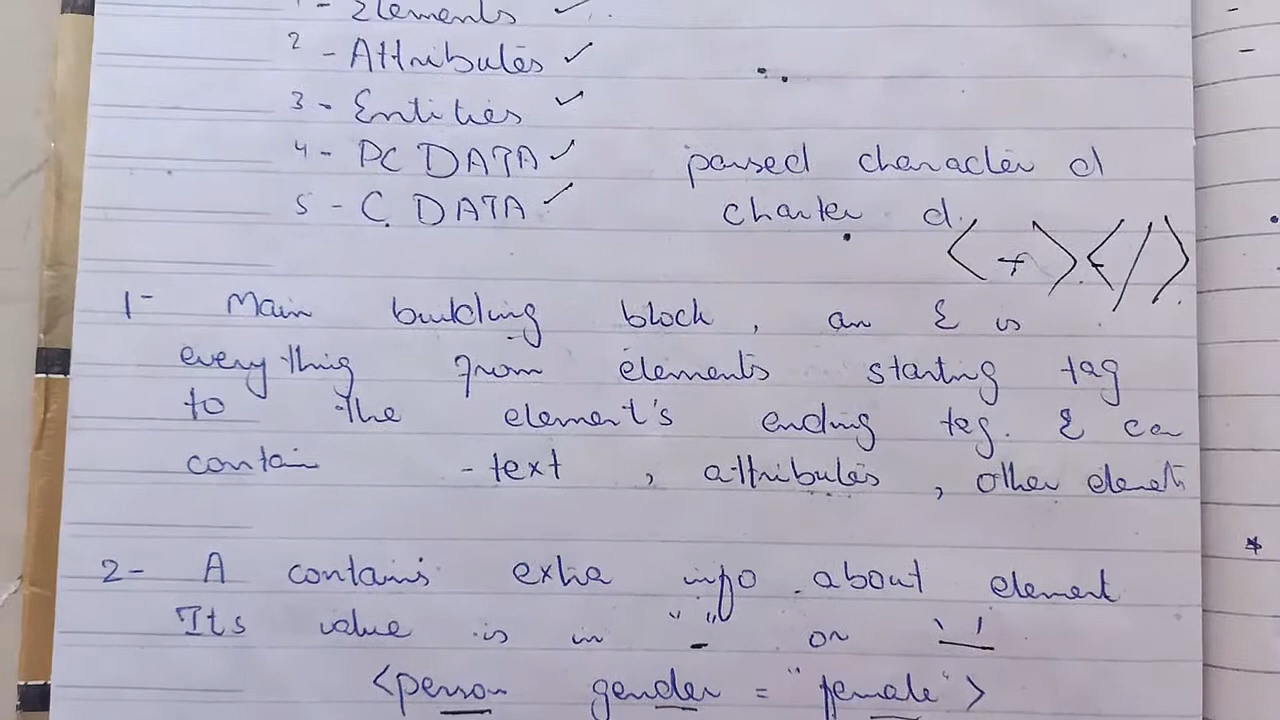 1 - Elements ✓
2 - Attributes ✓
3 - Entities ✓
4 - PC DATA ✓ parsed character d
5 - C. DATA ✓ charter d.
< + > < / >
1- Main building block, an E is
everything from elements starting tag
to the element's ending tag. E can
contain - text, attributes, other element
2- A contains extra info about element
Its value is in " " or ' '
<person gender = "female">